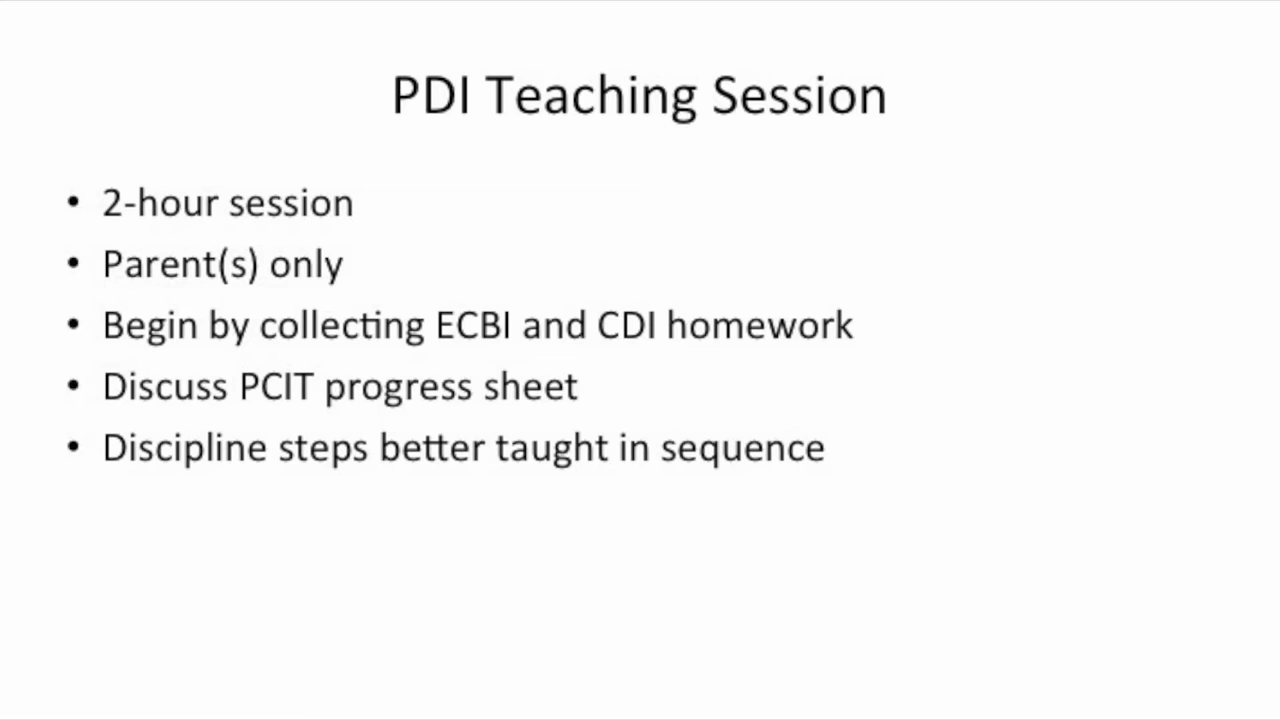 PDI Teaching Session
• 2-hour session
• Parent(s) only
• Begin by collecting ECBI and CDI homework
• Discuss PCIT progress sheet
• Discipline steps better taught in sequence